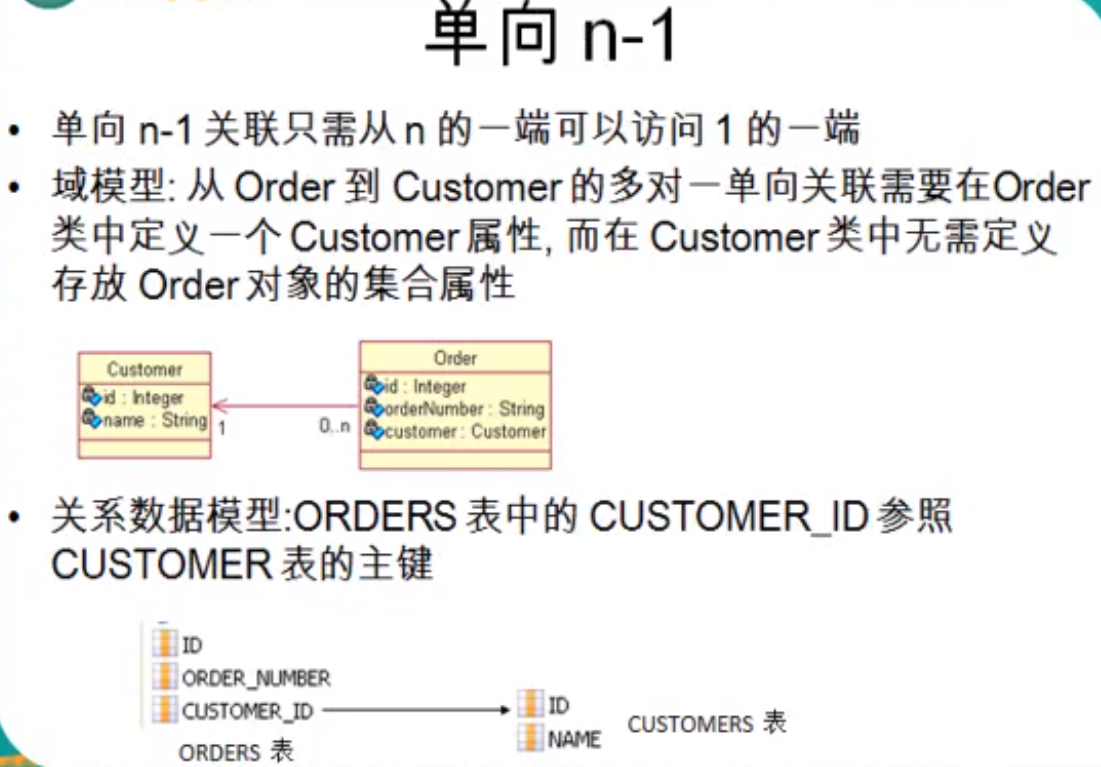 单向 n-1
• 单向 n-1 关联只需从 n 的一端可以访问 1 的一端
• 域模型: 从 Order 到 Customer 的多对一单向关联需要在Order
类中定义一个 Customer 属性, 而在 Customer 类中无需定义
存放 Order 对象的集合属性
Customer
id : Integer
name : String
1
0..n
Order
id : Integer
orderNumber : String
customer : Customer
• 关系数据模型:ORDERS 表中的 CUSTOMER_ID 参照
CUSTOMER 表的主键
ID
ORDER_NUMBER
CUSTOMER_ID
ORDERS 表
ID
NAME
CUSTOMERS 表